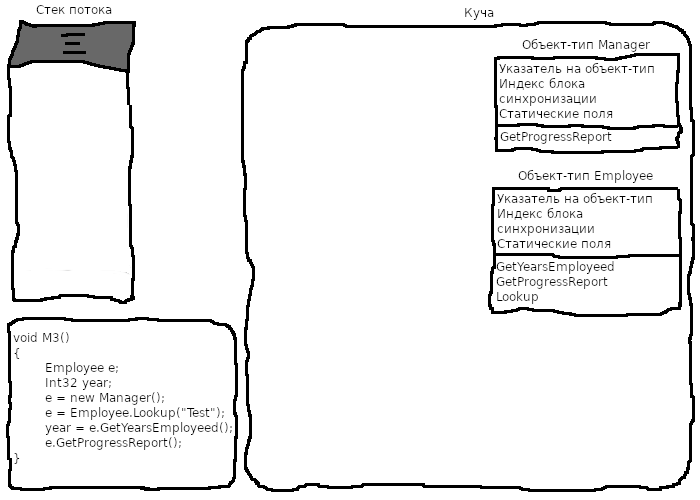 Стек потока
Куча
Объект-тип Manager
Указатель на объект-тип
Индекс блока
синхронизации
Статические поля
GetProgressReport
Объект-тип Employee
Указатель на объект-тип
Индекс блока
синхронизации
Статические поля
GetYearsEmployeed
GetProgressReport
Lookup
void M3()
{
Employee e;
Int32 year;
e = new Manager();
e = Employee.Lookup("Test");
year = e.GetYearsEmployeed();
e.GetProgressReport();
}